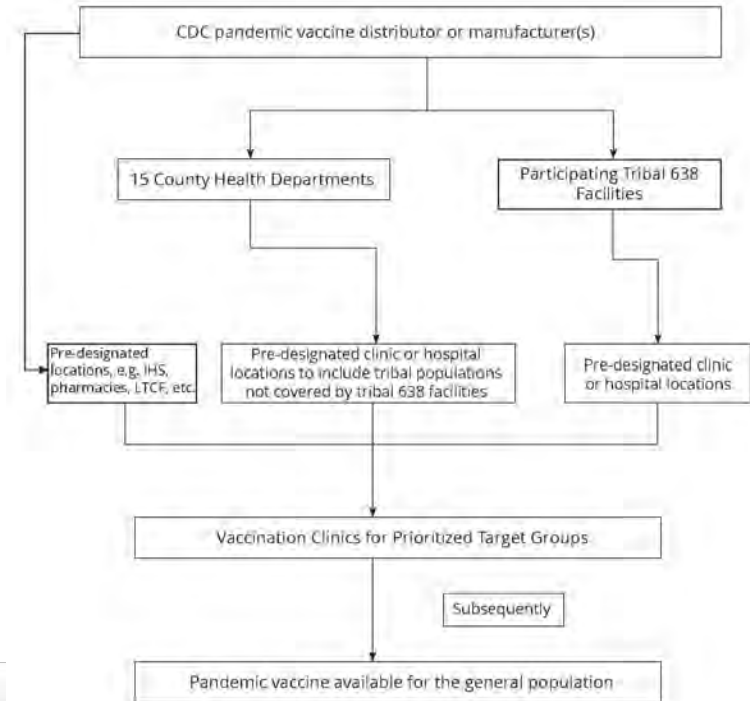 CDC pandemic vaccine distributor or manufacturer(s)
15 County Health Departments
Participating Tribal 638
Facilities
Pre-designated
locations, e.g. IHS,
pharmacies, LTCF, etc.
Pre-designated clinic or hospital
locations to include tribal populations
not covered by tribal 638 facilities
Pre-designated clinic
or hospital locations
Vaccination Clinics for Prioritized Target Groups
Subsequently
Pandemic vaccine available for the general population